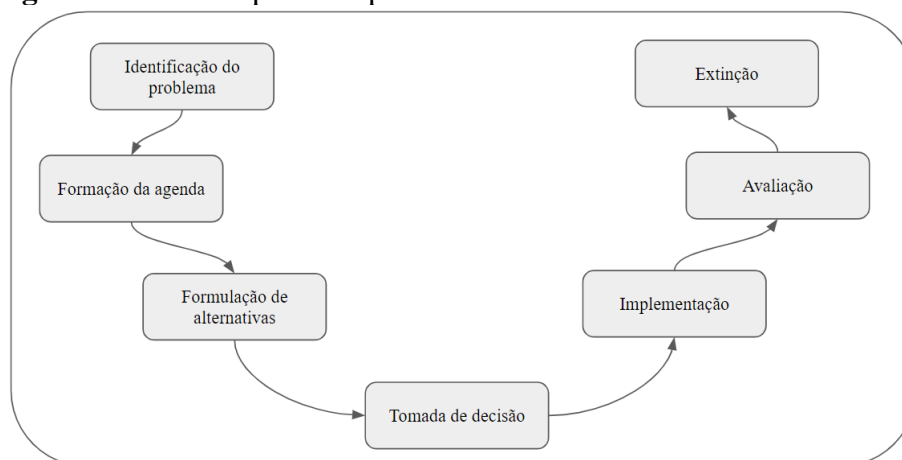 Identificação do
problema
Formação da agenda
Formulação de
alternativas
Tomada de decisão
Implementação
Avaliação
Extinção